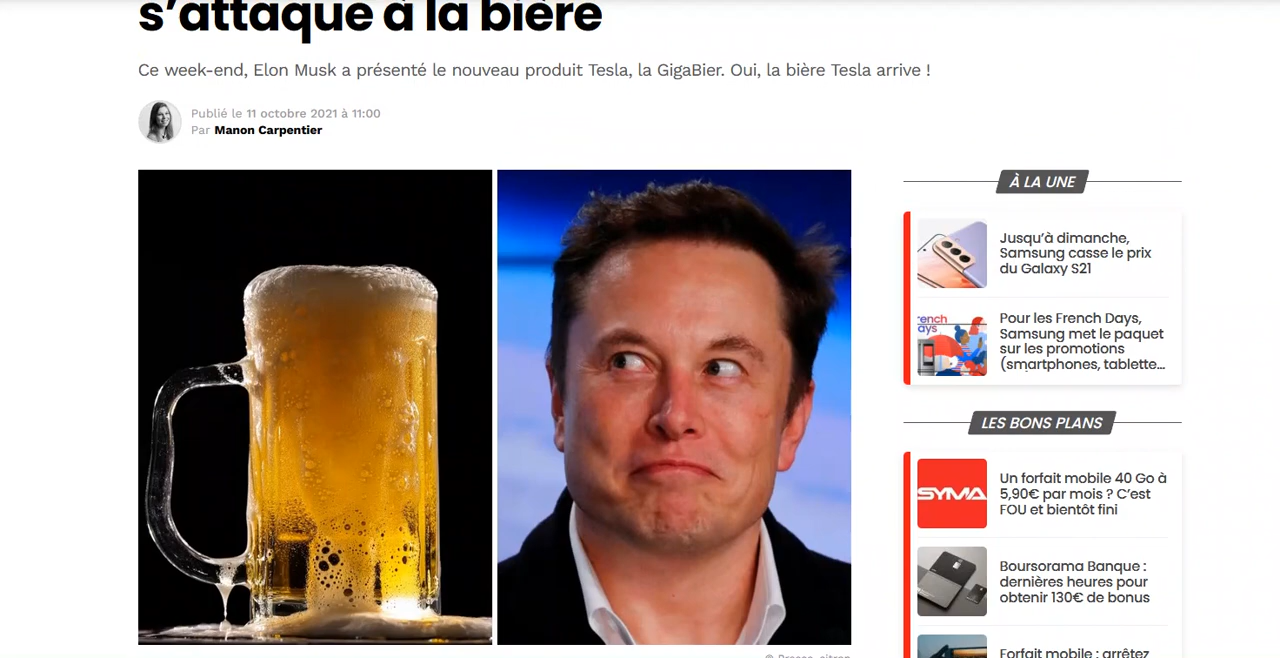 s'attaque à la bière
Ce week-end, Elon Musk a présenté le nouveau produit Tesla, la GigaBier. Oui, la bière Tesla arrive !
Publié le 11 octobre 2021 à 11:00
Par Manon Carpentier
À LA UNE
Jusqu'à dimanche,
Samsung casse le prix
du Galaxy S21
Pour les French Days,
Samsung met le paquet
sur les promotions
(smartphones, tablette...
LES BONS PLANS
SYMA
Un forfait mobile 40 Go à
5,90€ par mois ? C'est
FOU et bientôt fini
Boursorama Banque :
dernières heures pour
obtenir 130€ de bonus
Forfait mobile : arrêtez